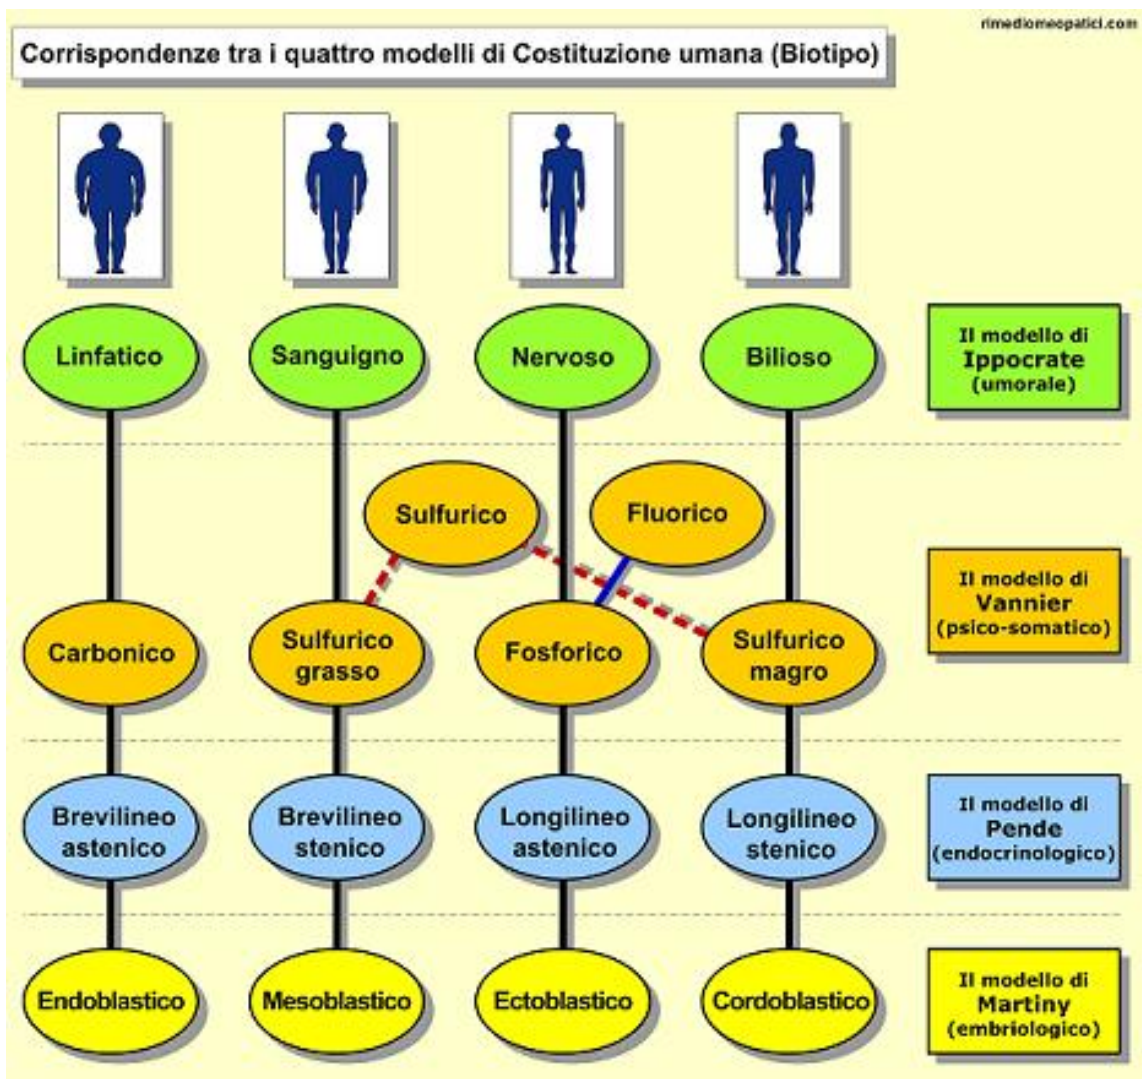 rimediomeopatici.com
Corrispondenze tra i quattro modelli di Costituzione umana (Biotipo)
Linfatico
Sanguigno
Nervoso
Bilioso
Il modello di
Ippocrate
(umorale)
Sulfurico
Fluorico
Carbonico
Sulfurico
grasso
Fosforico
Sulfurico
magro
Il modello di
Vannier
(psico-somatico)
Brevilineo
astenico
Brevilineo
stenico
Longilineo
astenico
Longilineo
stenico
Il modello di
Pende
(endocrinologico)
Endoblastico
Mesoblastico
Ectoblastico
Cordoblastico
Il modello di
Martiny
(embriologico)